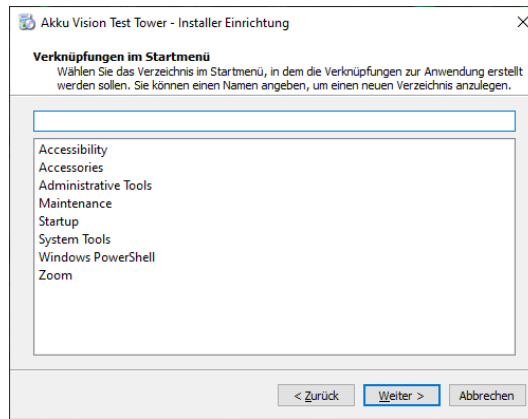 Akku Vision Test Tower - Installer Einrichtung
Verknüpfungen im Startmenü
Wählen Sie das Verzeichnis im Startmenü, in dem die Verknüpfungen zur Anwendung erstellt
werden sollen. Sie können einen Namen angeben, um einen neuen Verzeichnis anzulegen.
Accessibility
Accessories
Administrative Tools
Maintenance
Startup
System Tools
Windows PowerShell
Zoom
< Zurück Weiter > Abbrechen